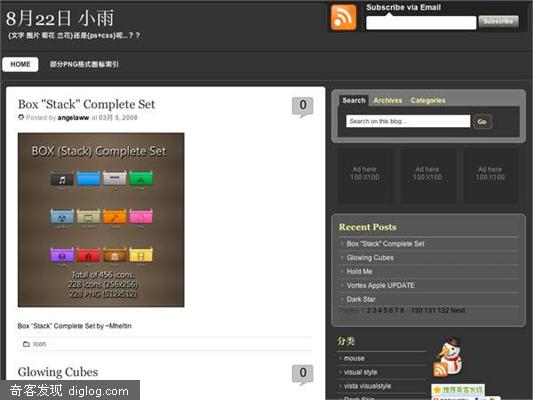 8月22日 小雨
{文字 图片 菊花 兰花}还是{ps+css}呢...? ?
Subscribe via Email
Subscribe
HOME
部分PNG格式图标索引
Box "Stack" Complete Set
0
Posted by angelaww at 03月 5, 2008
BOX (Stack) Complete Set
Total of 456 icons.
228 icons (256x256)
228 PNG (512x512)
Box “Stack” Complete Set by ~Mheltin
icon
Glowing Cubes
0
Search Archives Categories
Search on this blog...
Go
Ad here
100 X100
Ad here
100 X100
Ad here
100 X100
Recent Posts
Box "Stack" Complete Set
Glowing Cubes
Hold Me
Vortex Apple UPDATE
Dark Star
Pages: 1 2 3 4 5 6 7 8 ... 130 131 132 Next
分类
mouse
visual style
vista visualstyle
Dark Skin
推荐奇客发现
奇客发现 diglog.com